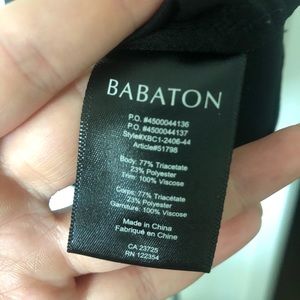 BABATON
P.O. #4500044136
P.O. #4500044137
Style#XBC1-2406-44
Article#51798
Body: 77% Triacetate
23% Polyester
Trim: 100% Viscose
Corps: 77% Triacetate
23% Polyester
Garniture: 100% Viscose
Made in China
Fabriqué en Chine
CA 23725
RN 122354